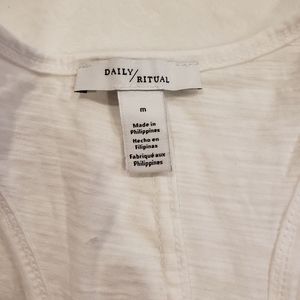 DAILY/RITUAL
m
Made in
Philippines
Hecho en
Filipinas
Fabriqué aux
Philippines